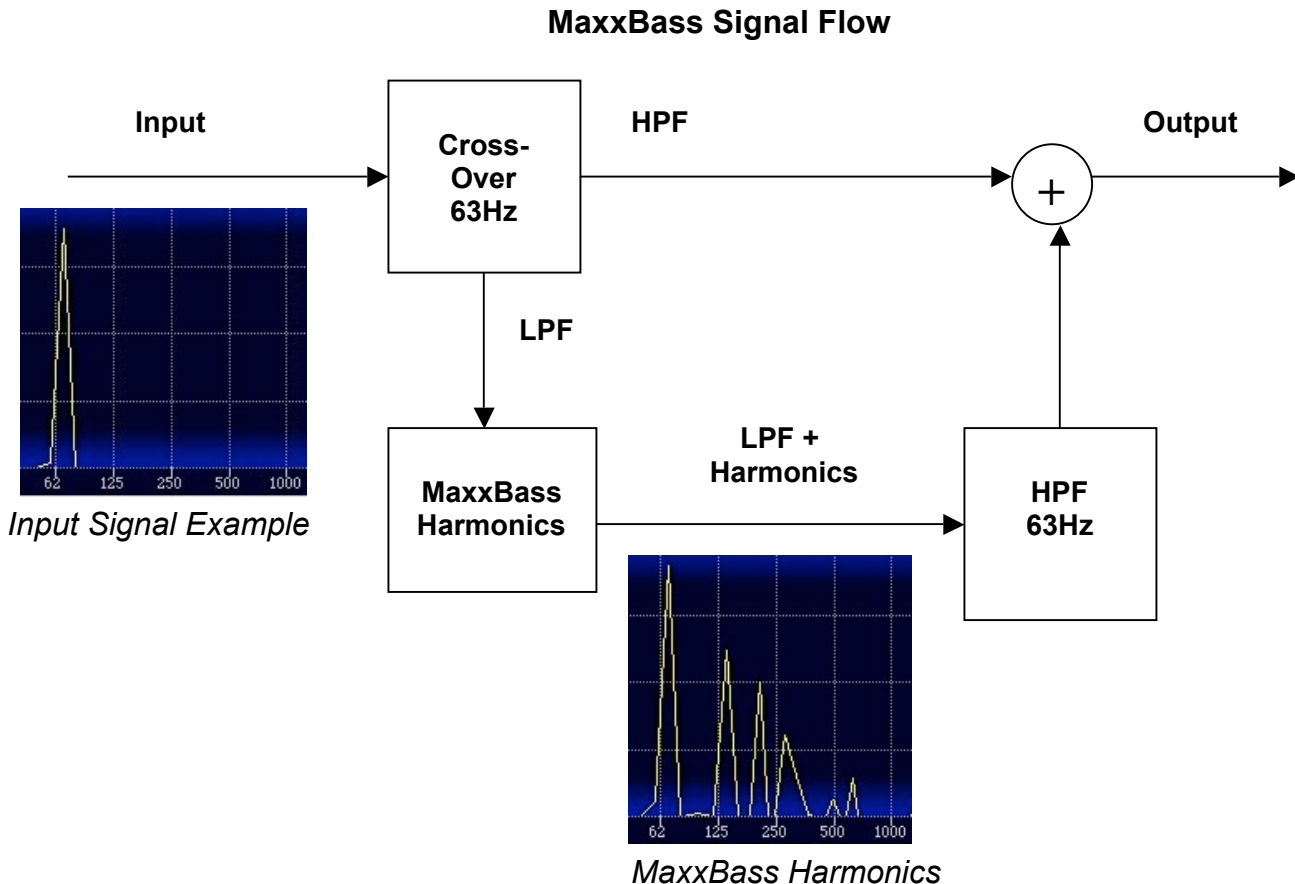 MaxxBass Signal Flow
Input
Cross-
Over
63Hz
HPF
Output
+
62 125 250 500 1000
Input Signal Example
LPF
MaxxBass
Harmonics
LPF +
Harmonics
HPF
63Hz
62 125 250 500 1000
MaxxBass Harmonics